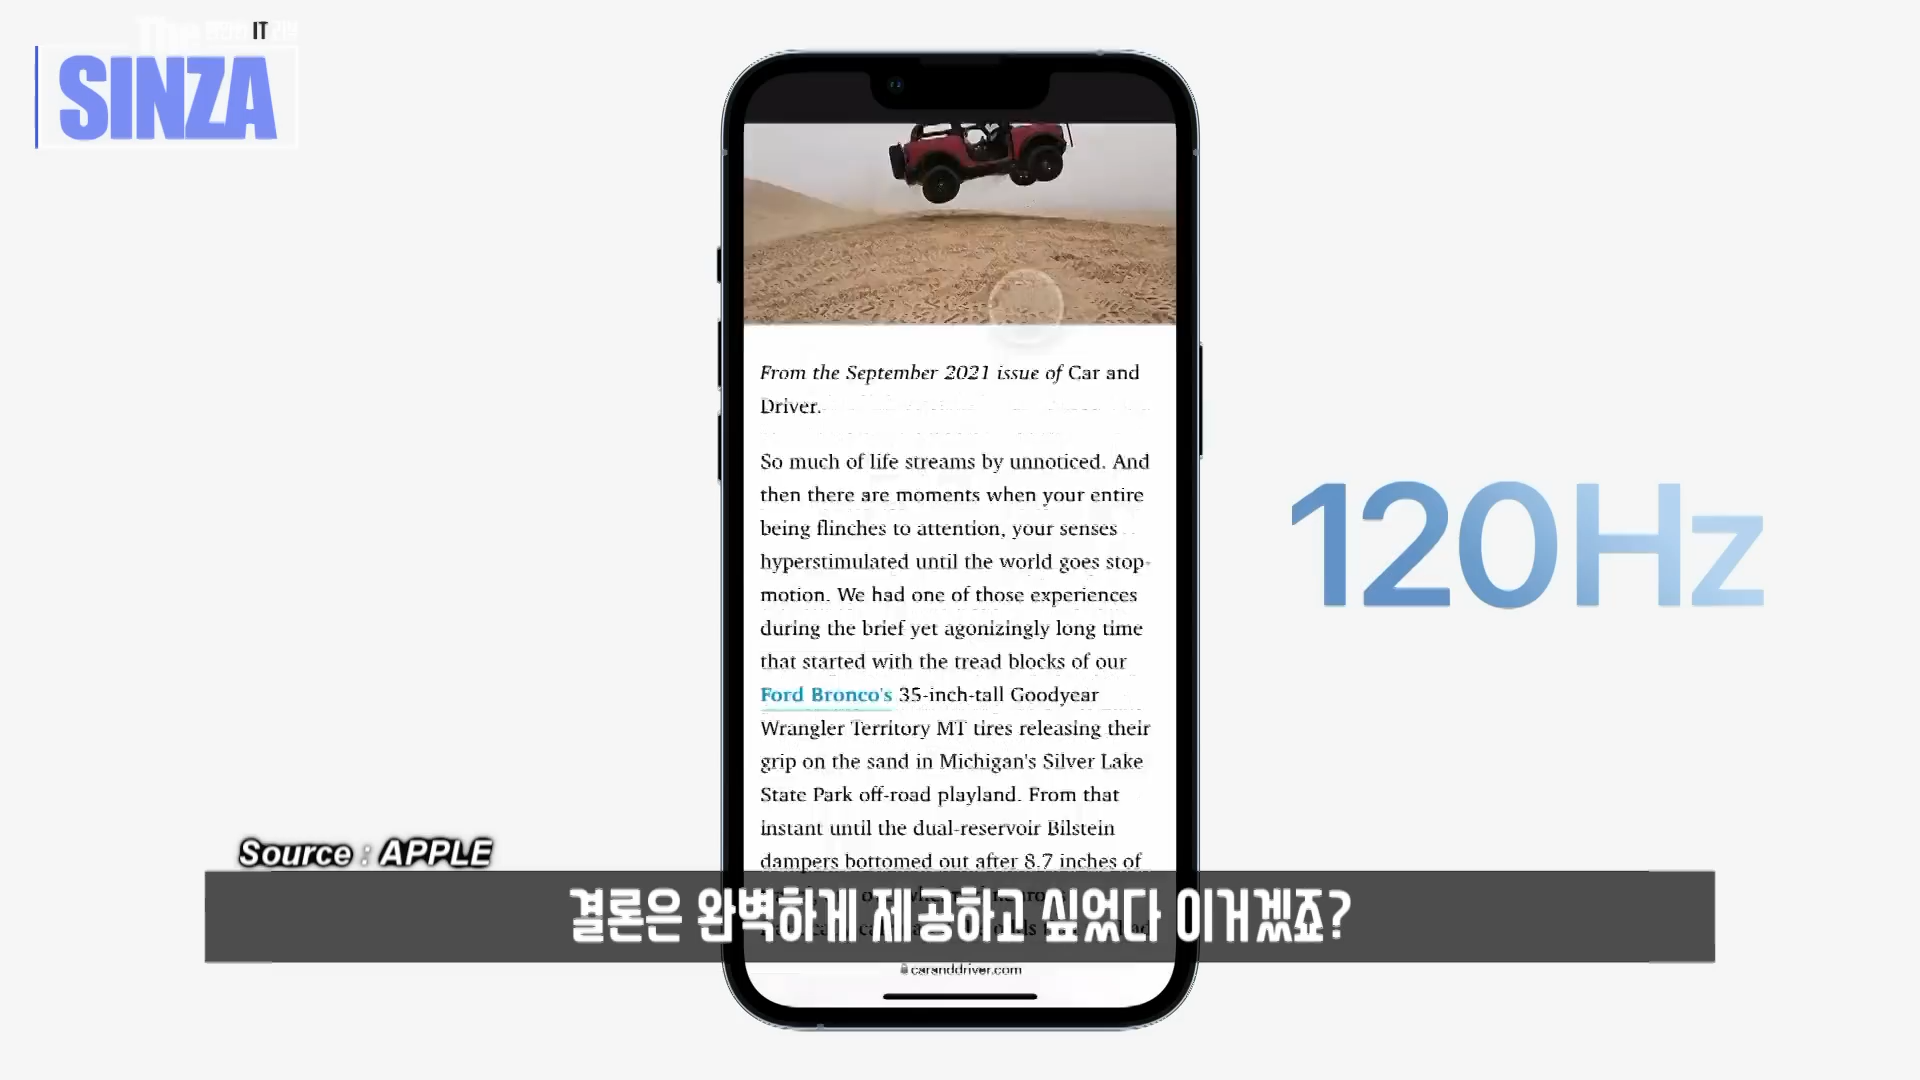 IT
SINZA
From the September 2021 issue of Car and
Driver.
So much of life streams by unnoticed. And
then there are moments when your entire
being flinches to attention, your senses
hyperstimulated until the world goes stop-
motion. We had one of those experiences
during the brief yet agonizingly long time
that started with the tread blocks of our
Ford Bronco's 35-inch-tall Goodyear
Wrangler Territory MT tires releasing their
grip on the sand in Michigan's Silver Lake
State Park off-road playland. From that
instant until the dual-reservoir Bilstein
dampers bottomed out after 8.7 inches of
120Hz
Source : APPLE
결론은 완벽하게 제공하고 싶었다 이거겠죠?
caranddriver.com